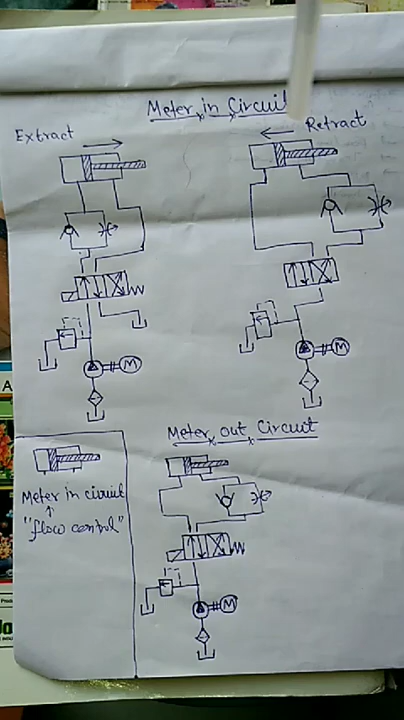 Meter in Circuit
Extract
Retract
M
M
Meter out Circuit
Meter in circuit
"flow control"
M
A